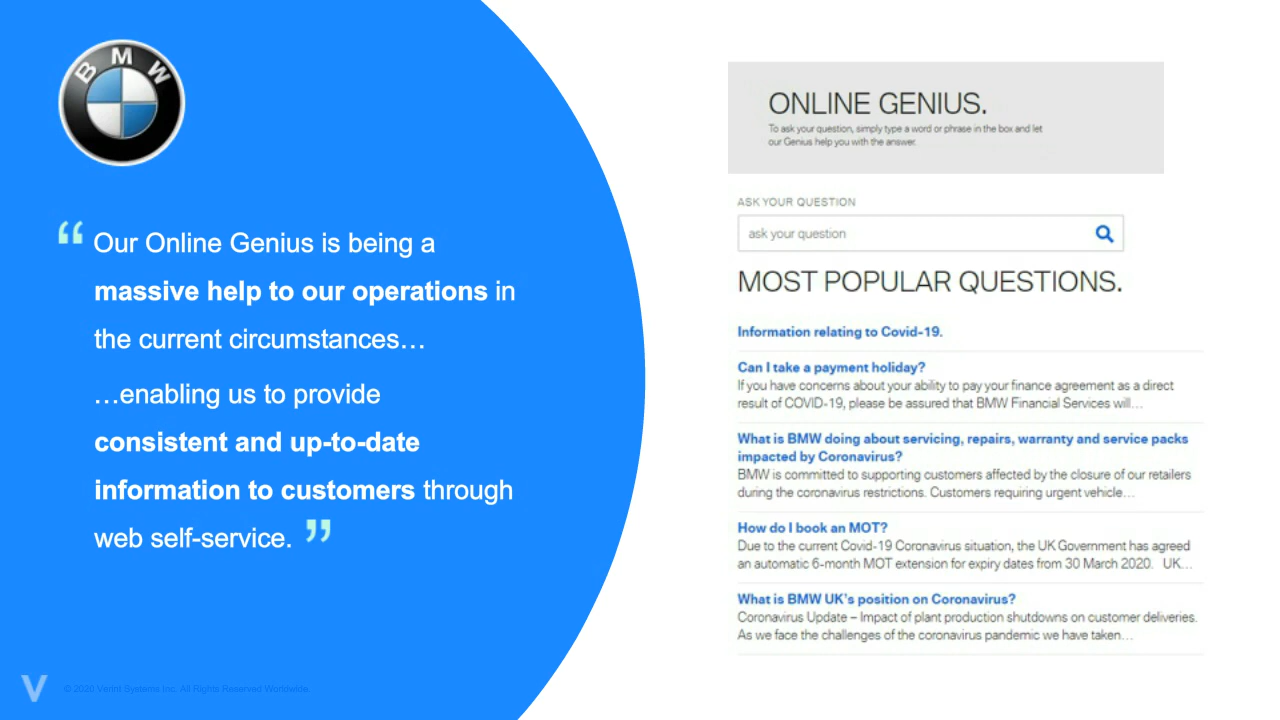 BMW
“ Our Online Genius is being a
massive help to our operations in
the current circumstances…
…enabling us to provide
consistent and up-to-date
information to customers through
web self-service. ”
V © 2020 Verint Systems Inc. All Rights Reserved Worldwide.
ONLINE GENIUS.
To ask your question, simply type a word or phrase in the box and let
our Genius help you with the answer.
ASK YOUR QUESTION
ask your question
MOST POPULAR QUESTIONS.
Information relating to Covid-19.
Can I take a payment holiday?
If you have concerns about your ability to pay your finance agreement as a direct
result of COVID-19, please be assured that BMW Financial Services will…
What is BMW doing about servicing, repairs, warranty and service packs
impacted by Coronavirus?
BMW is committed to supporting customers affected by the closure of our retailers
during the coronavirus restrictions. Customers requiring urgent vehicle…
How do I book an MOT?
Due to the current Covid-19 Coronavirus situation, the UK Government has agreed
an automatic 6-month MOT extension for expiry dates from 30 March 2020. UK…
What is BMW UK's position on Coronavirus?
Coronavirus Update – Impact of plant production shutdowns on customer deliveries.
As we face the challenges of the coronavirus pandemic we have taken…